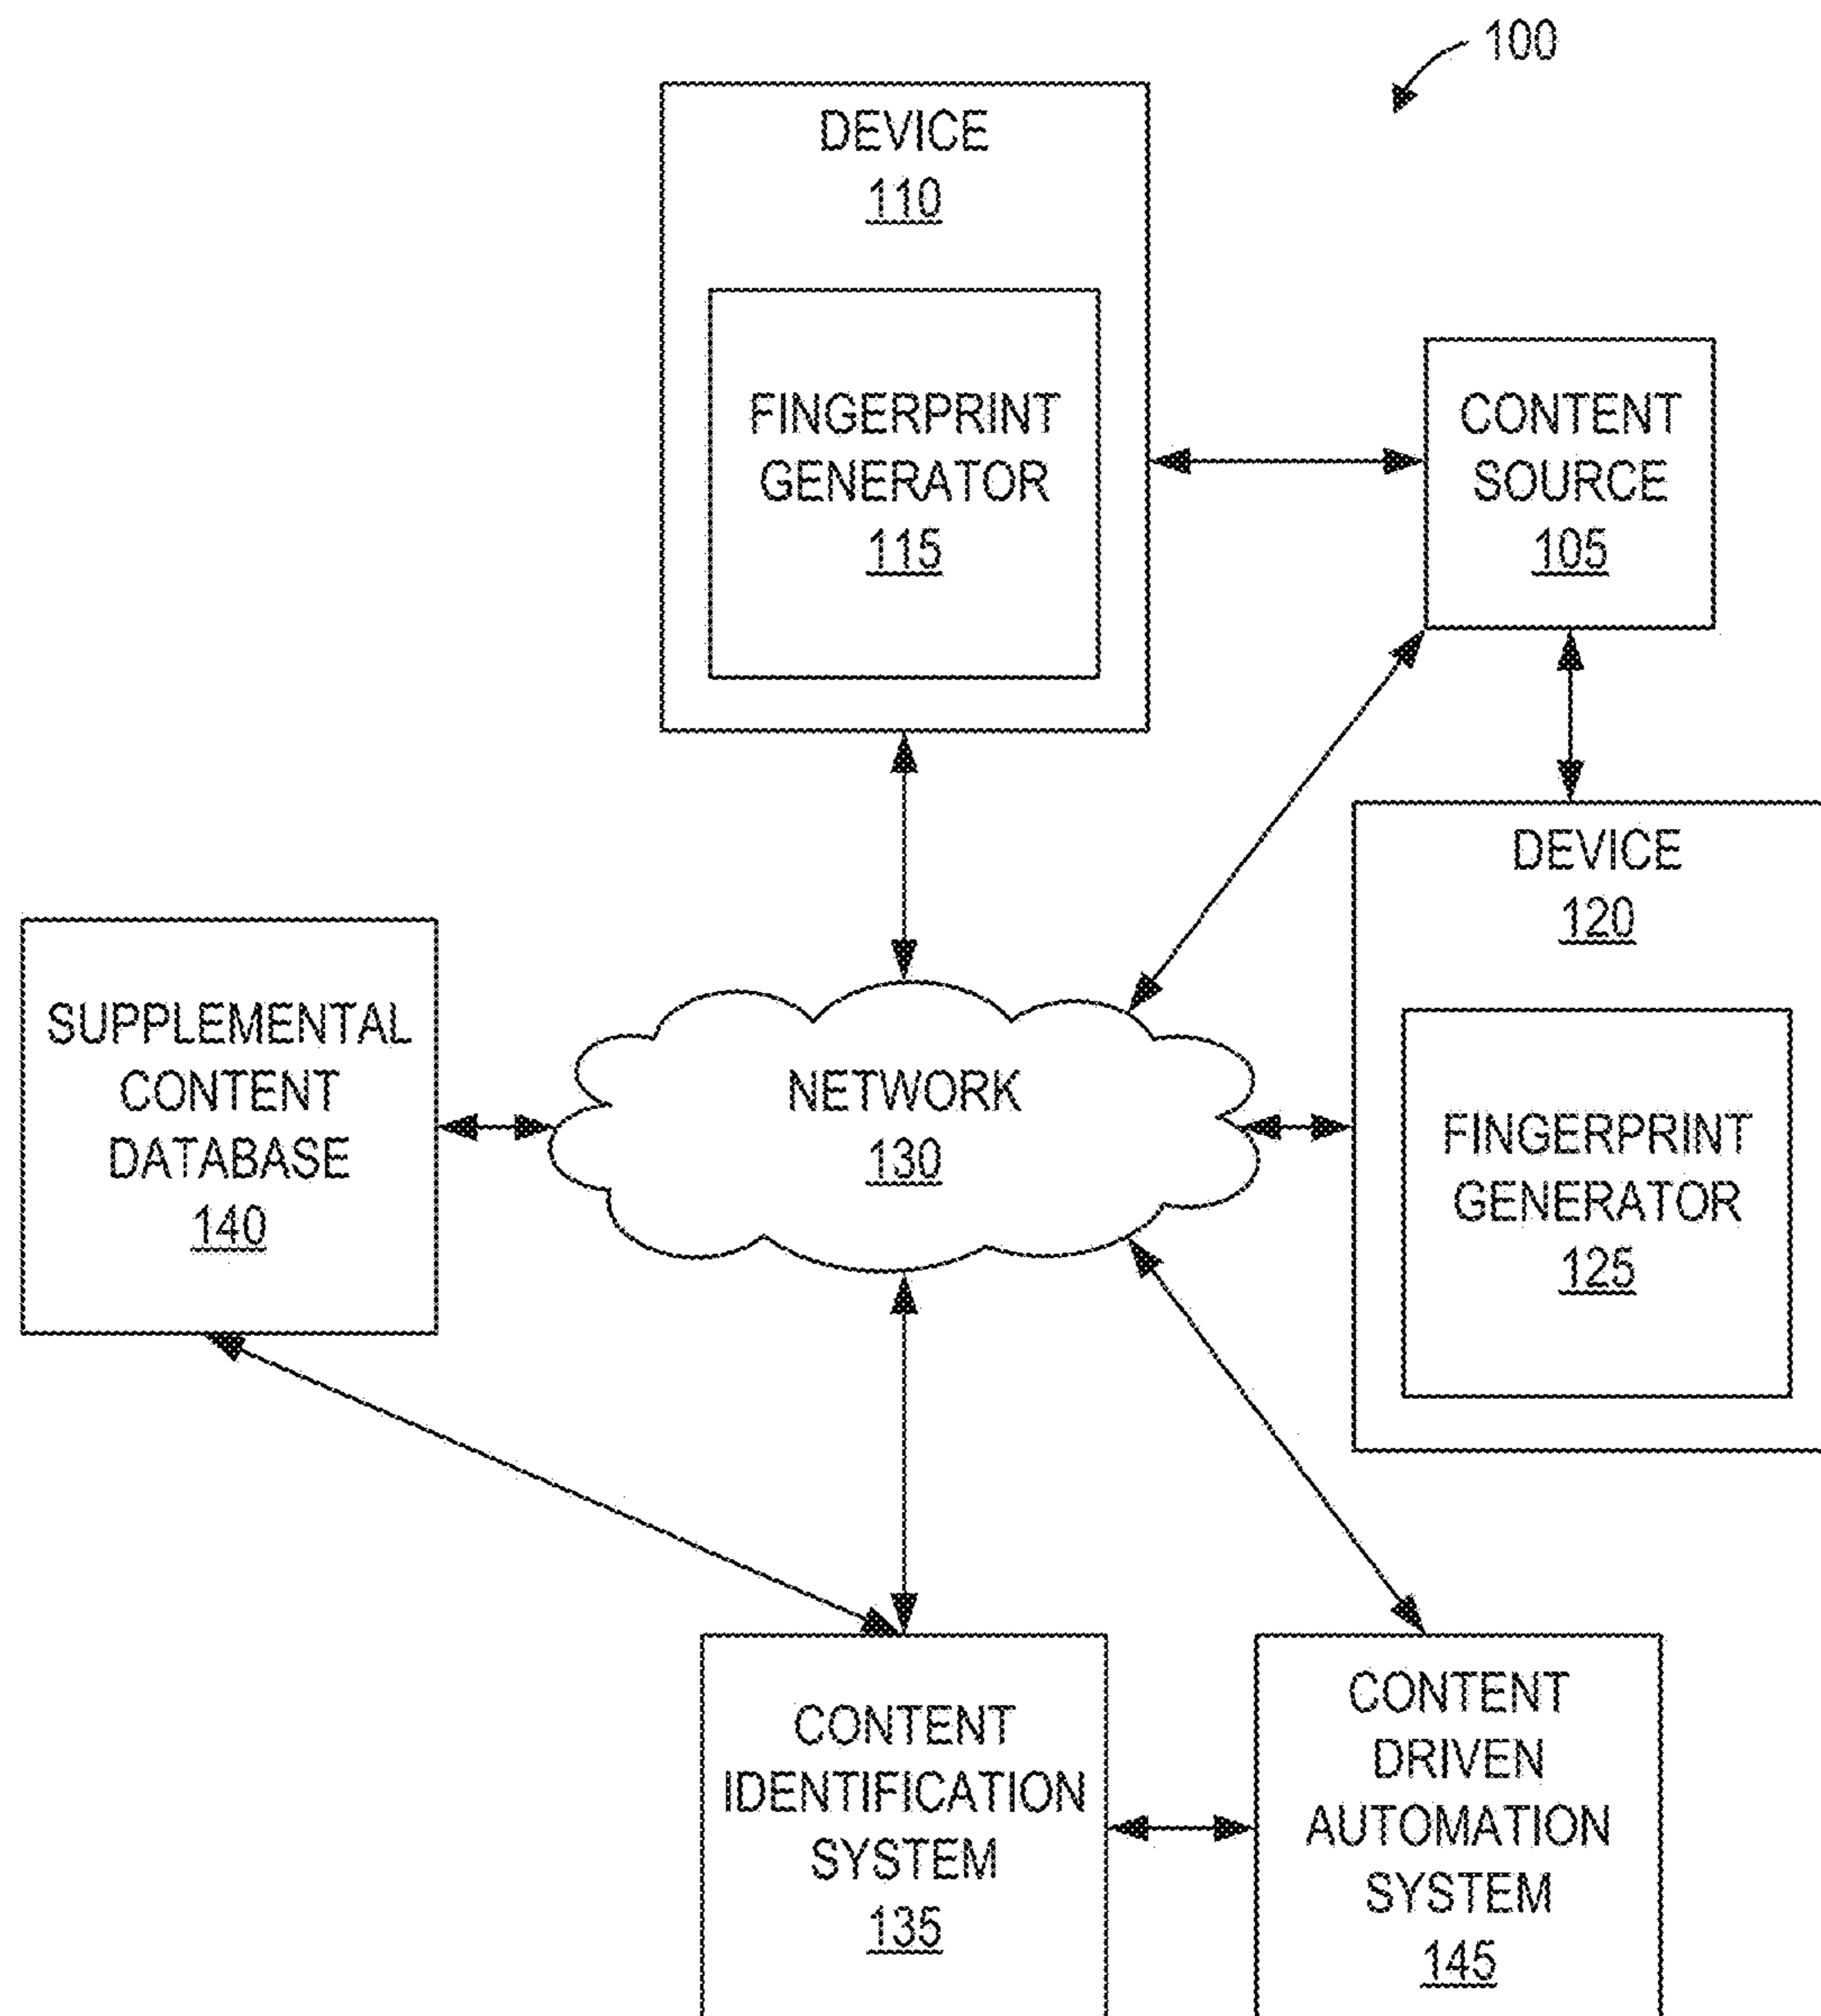 100
DEVICE
110
FINGERPRINT
GENERATOR
115
CONTENT
SOURCE
105
DEVICE
120
FINGERPRINT
GENERATOR
125
SUPPLEMENTAL
CONTENT
DATABASE
140
NETWORK
130
CONTENT
IDENTIFICATION
SYSTEM
135
CONTENT
DRIVEN
AUTOMATION
SYSTEM
145